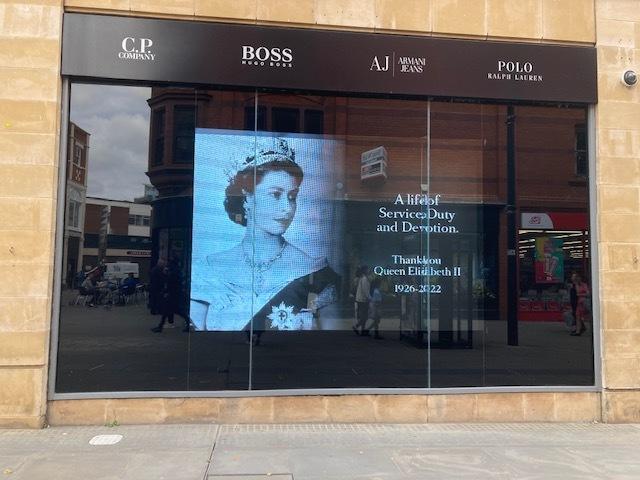 C.P.
COMPANY
BOSS
HUGO BOSS
AJ
ARMANI
JEANS
POLO
RALPH LAUREN
A life of
Service, Duty
and Devotion.
Thank you
Queen Elizabeth II
1926-2022